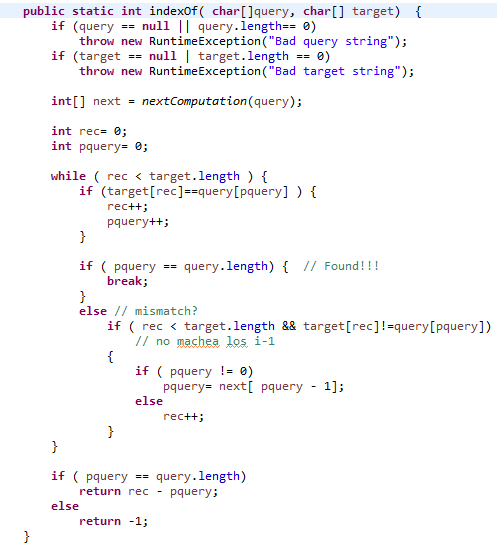 public static int indexOf( char[]query, char[] target)  {
    if (query == null || query.length== 0)
        throw new RuntimeException("Bad query string");
    if (target == null | target.length == 0)
        throw new RuntimeException("Bad target string");

    int[] next = nextComputation(query);

    int rec= 0;
    int pquery= 0;

    while ( rec < target.length ) {
        if (target[rec]==query[pquery] ) {
            rec++;
            pquery++;
        }

        if ( pquery == query.length) {  // Found!!!
            break;
        }
        else // mismatch?
            if ( rec < target.length && target[rec]!=query[pquery])
                // no machea los i-1
            {
                if ( pquery != 0)
                    pquery= next[ pquery - 1];
                else
                    rec++;
            }
    }

    if ( pquery == query.length)
        return rec - pquery;
    else
        return -1;
}